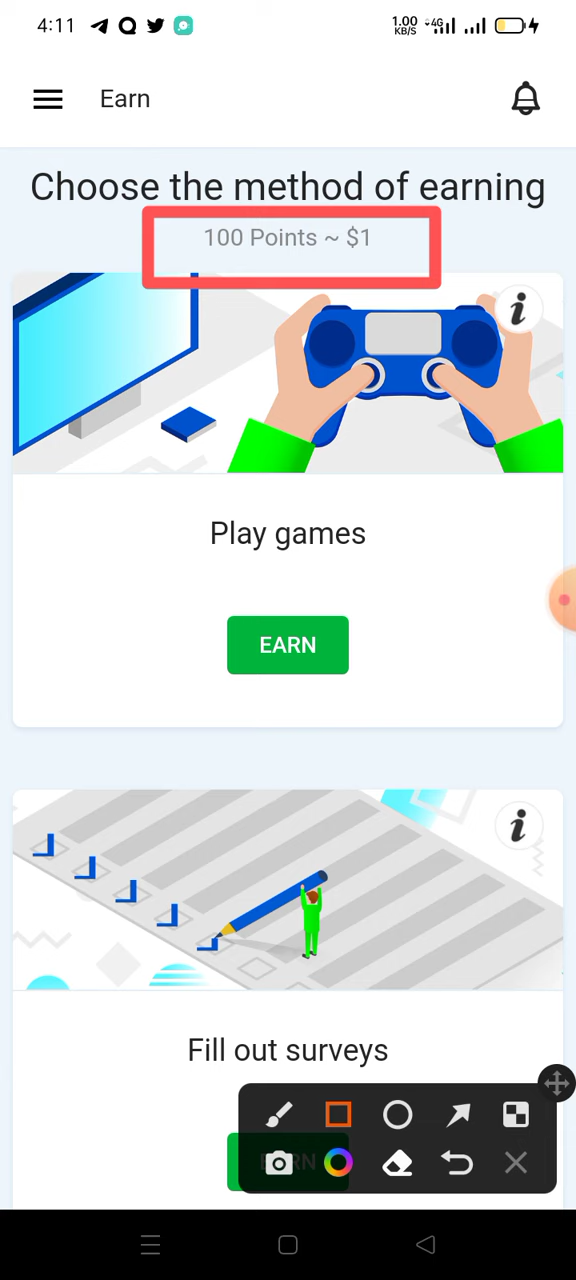 4:11
1.00
KB/S
4G
Earn
Choose the method of earning
100 Points ~ $1
i
Play games
EARN
i
Fill out surveys